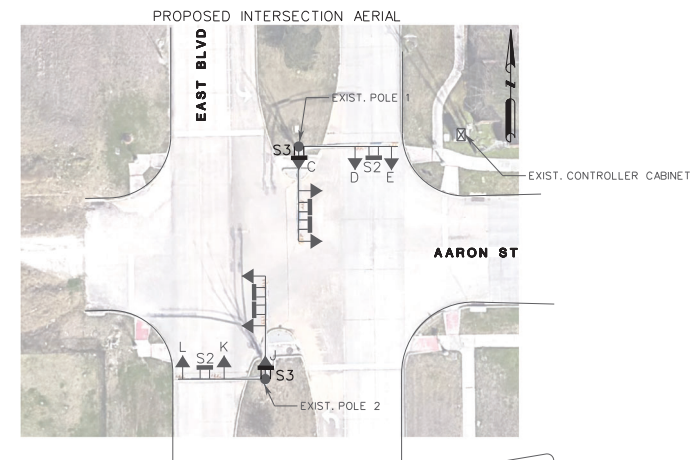 PROPOSED INTERSECTION AERIAL
EAST BLVD
EXIST. POLE 1
S3
C
D
S2
E
EXIST. CONTROLLER CABINET
AARON ST
L
S2
K
J
S3
EXIST. POLE 2